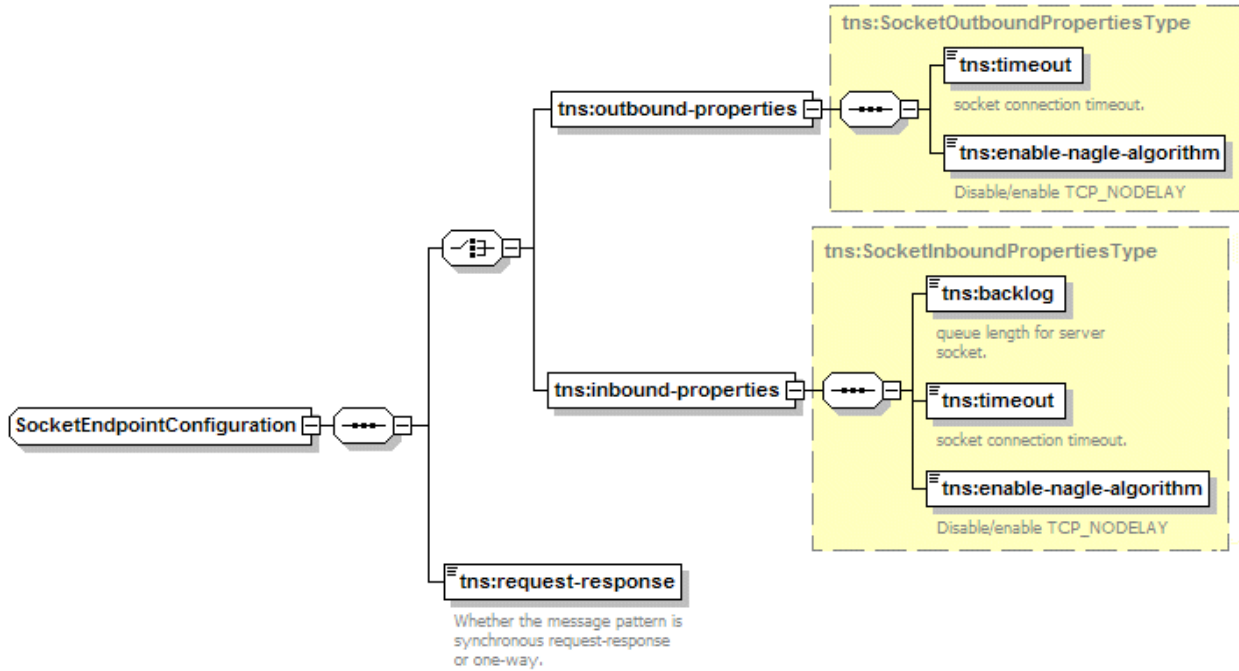 tns:SocketOutboundPropertiesType
tns:timeout
socket connection timeout.
tns:outbound-properties
tns:enable-nagle-algorithm
Disable/enable TCP_NODELAY
tns:SocketInboundPropertiesType
tns:backlog
queue length for server
socket.
tns:inbound-properties
tns:timeout
socket connection timeout.
SocketEndpointConfiguration
tns:enable-nagle-algorithm
Disable/enable TCP_NODELAY
tns:request-response
Whether the message pattern is
synchronous request-response
or one-way.